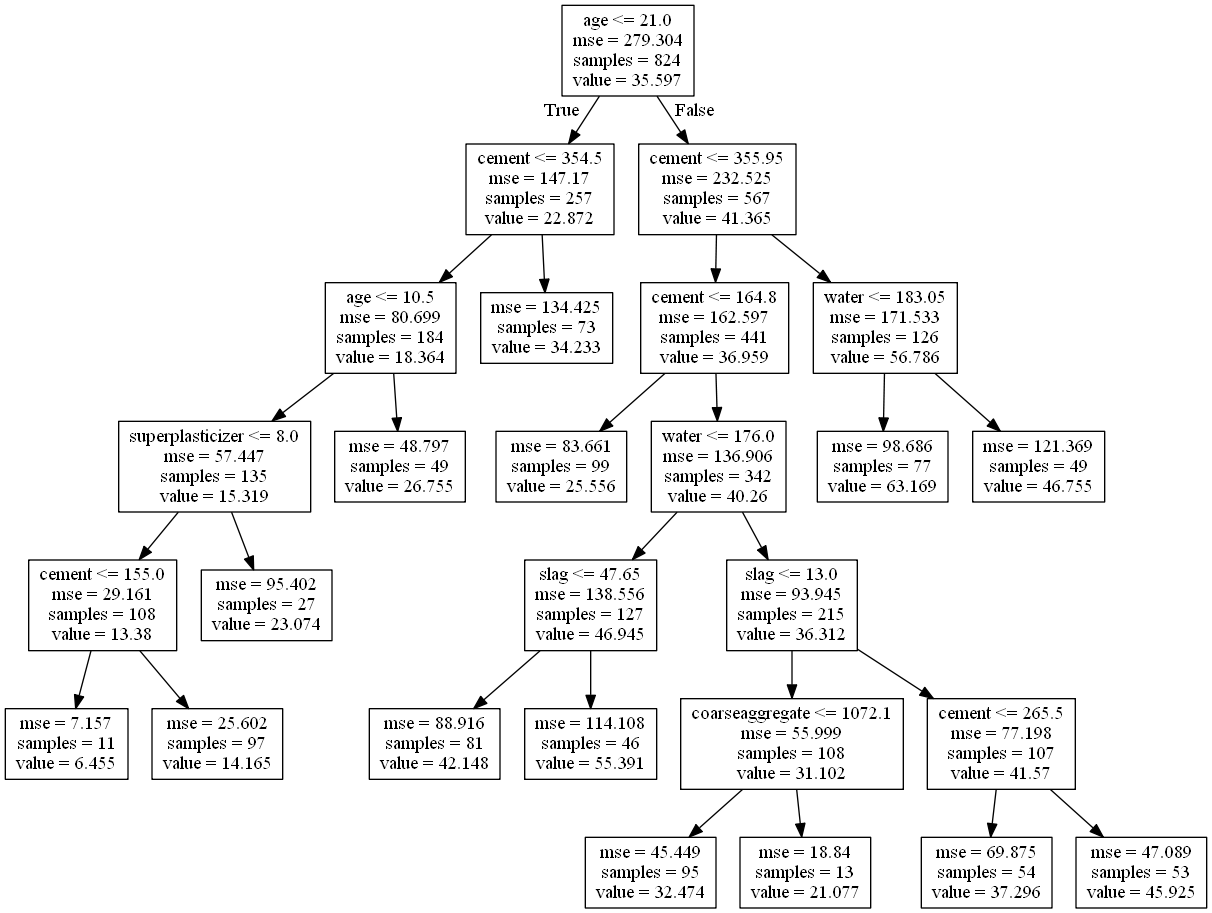 age <= 21.0
mse = 279.304
samples = 824
value = 35.597
True
False
cement <= 354.5
mse = 147.17
samples = 257
value = 22.872
cement <= 355.95
mse = 232.525
samples = 567
value = 41.365
age <= 10.5
mse = 80.699
samples = 184
value = 18.364
mse = 134.425
samples = 73
value = 34.233
cement <= 164.8
mse = 162.597
samples = 441
value = 36.959
water <= 183.05
mse = 171.533
samples = 126
value = 56.786
superplasticizer <= 8.0
mse = 57.447
samples = 135
value = 15.319
mse = 48.797
samples = 49
value = 26.755
mse = 83.661
samples = 99
value = 25.556
water <= 176.0
mse = 136.906
samples = 342
value = 40.26
mse = 98.686
samples = 77
value = 63.169
mse = 121.369
samples = 49
value = 46.755
cement <= 155.0
mse = 29.161
samples = 108
value = 13.38
mse = 95.402
samples = 27
value = 23.074
slag <= 47.65
mse = 138.556
samples = 127
value = 46.945
slag <= 13.0
mse = 93.945
samples = 215
value = 36.312
mse = 7.157
samples = 11
value = 6.455
mse = 25.602
samples = 97
value = 14.165
mse = 88.916
samples = 81
value = 42.148
mse = 114.108
samples = 46
value = 55.391
coarseaggregate <= 1072.1
mse = 55.999
samples = 108
value = 31.102
cement <= 265.5
mse = 77.198
samples = 107
value = 41.57
mse = 45.449
samples = 95
value = 32.474
mse = 18.84
samples = 13
value = 21.077
mse = 69.875
samples = 54
value = 37.296
mse = 47.089
samples = 53
value = 45.925